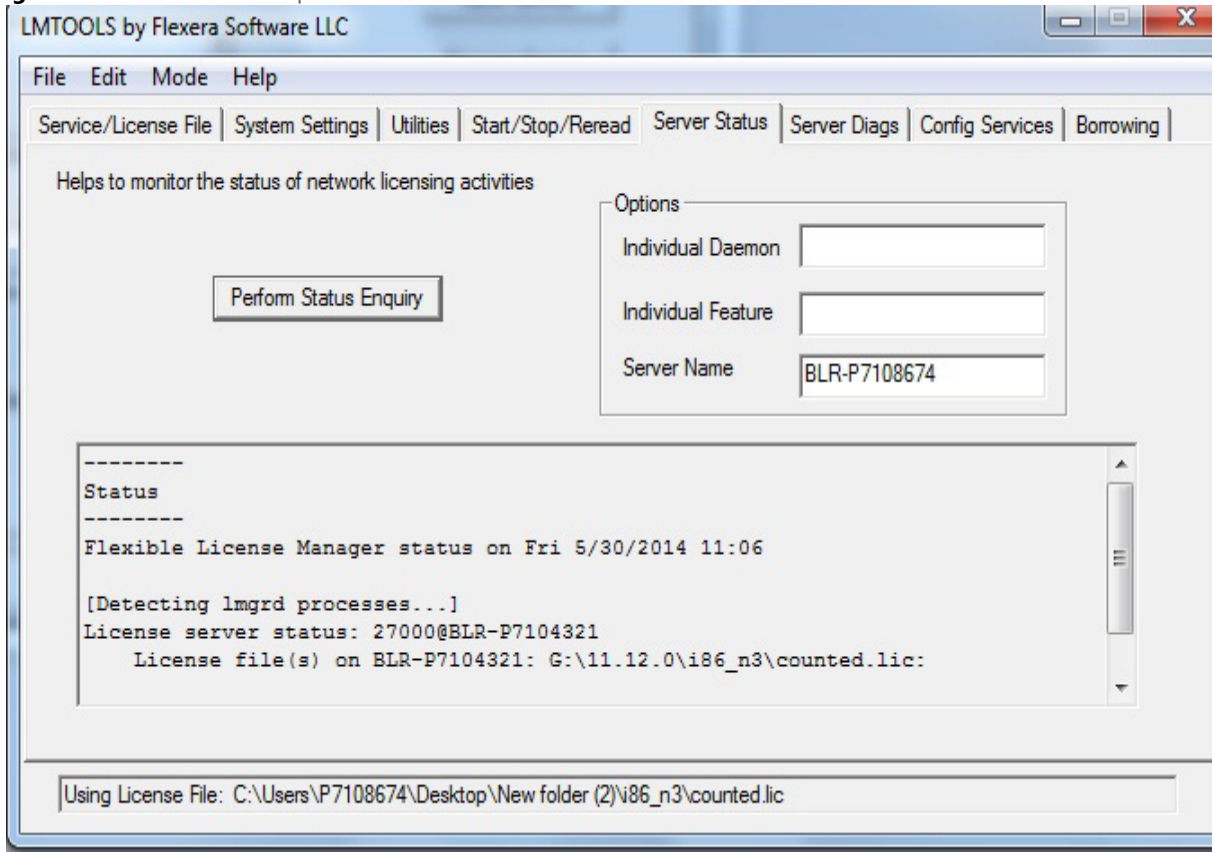 LMTOOLS by Flexera Software LLC
File Edit Mode Help
Service/License File System Settings Utilities Start/Stop/Reread Server Status Server Diags Config Services Borrowing
Helps to monitor the status of network licensing activities
Options
Individual Daemon
Perform Status Enquiry
Individual Feature
Server Name BLR-P7108674
--------
Status
--------
Flexible License Manager status on Fri 5/30/2014 11:06
[Detecting lmgrd processes...]
License server status: 27000@BLR-P7104321
License file(s) on BLR-P7104321: G:\11.12.0\i86_n3\counted.lic:
Using License File: C:\Users\P7108674\Desktop\New folder (2)\i86_n3\counted.lic